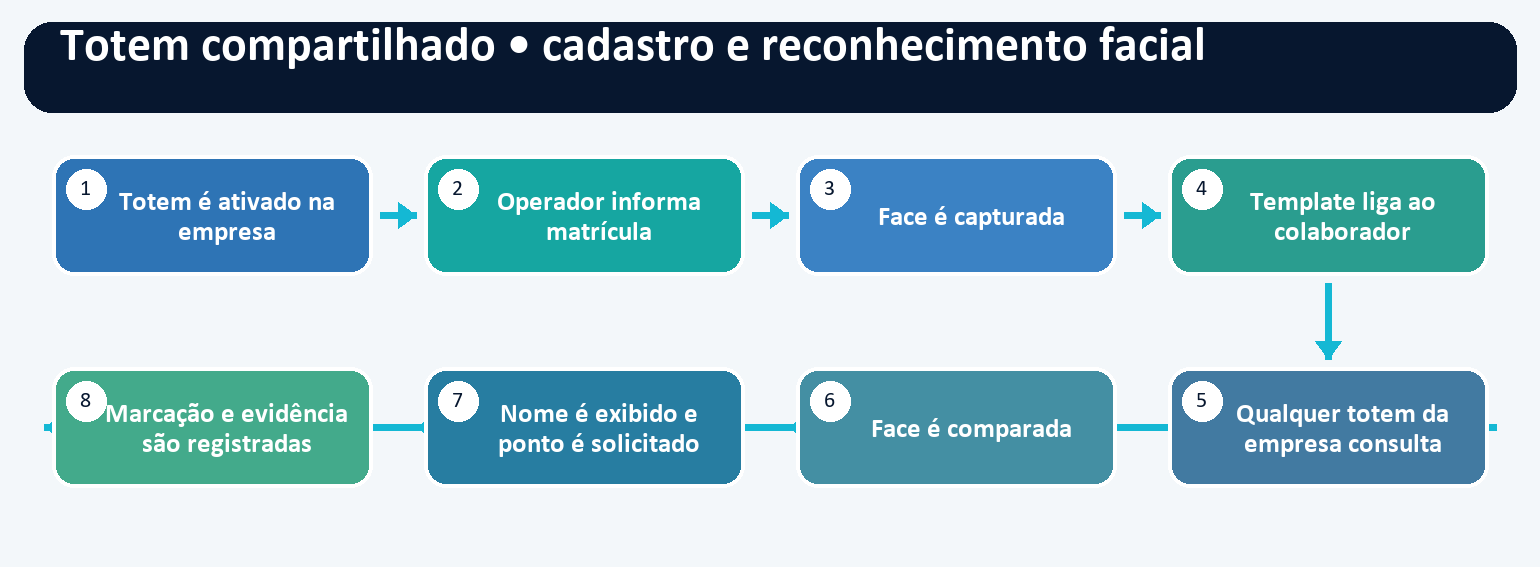 Totem compartilhado • cadastro e reconhecimento facial
1
Totem é ativado na
empresa
2
Operador informa
matrícula
3
Face é capturada
4
Template liga ao
colaborador
5
Qualquer totem da
empresa consulta
6
Face é comparada
7
Nome é exibido e
ponto é solicitado
8
Marcação e evidência
são registradas